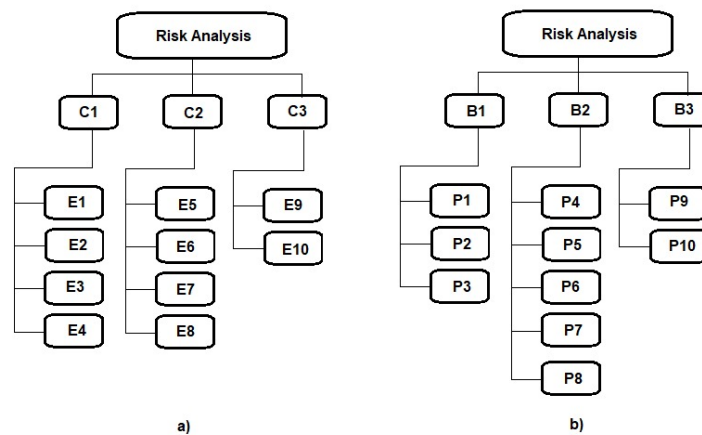 Risk Analysis
C1
C2
C3
E1
E2
E3
E4
E5
E6
E7
E8
E9
E10
a)
Risk Analysis
B1
B2
B3
P1
P2
P3
P4
P5
P6
P7
P8
P9
P10
b)